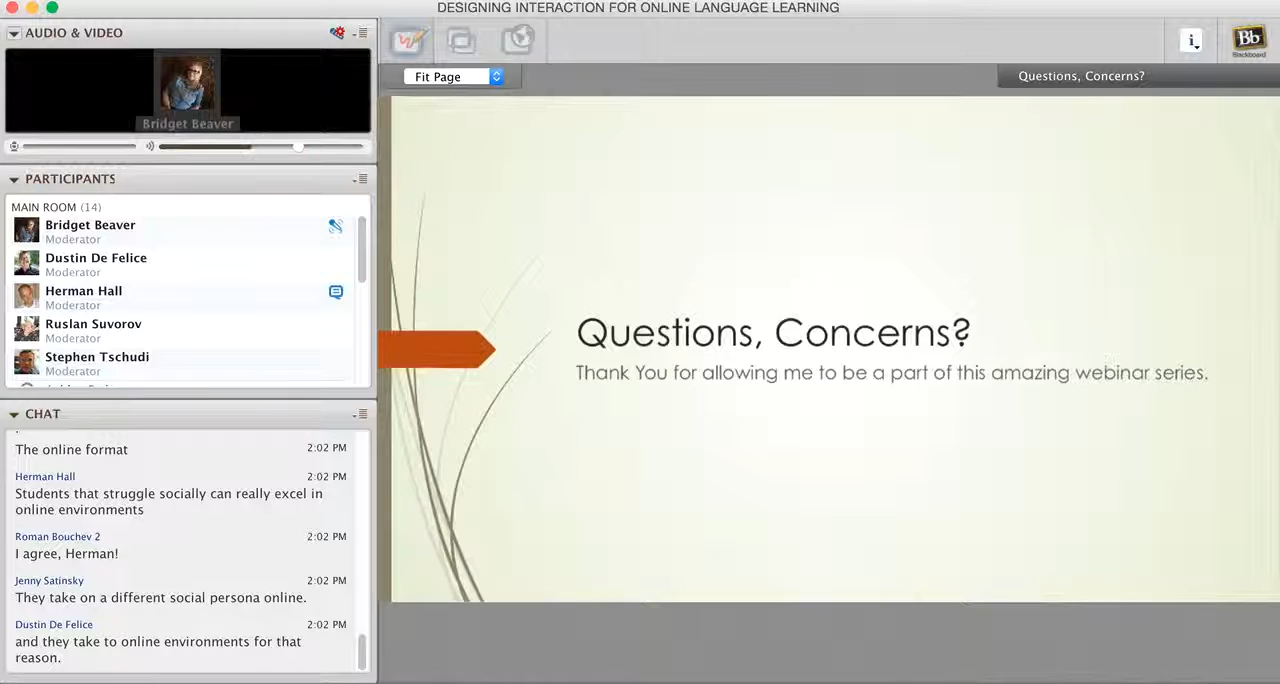 DESIGNING INTERACTION FOR ONLINE LANGUAGE LEARNING
AUDIO & VIDEO
Bridget Beaver
PARTICIPANTS
MAIN ROOM (14)
Bridget Beaver
Moderator
Dustin De Felice
Moderator
Herman Hall
Moderator
Ruslan Suvorov
Moderator
Stephen Tschudi
Moderator
CHAT
The online format 2:02 PM
Herman Hall 2:02 PM
Students that struggle socially can really excel in
online environments
Roman Bouchev 2 2:02 PM
I agree, Herman!
Jenny Satinsky 2:02 PM
They take on a different social persona online.
Dustin De Felice 2:02 PM
and they take to online environments for that
reason.
Fit Page
Questions, Concerns?
i
Bb
Blackboard
Questions, Concerns?
Thank You for allowing me to be a part of this amazing webinar series.